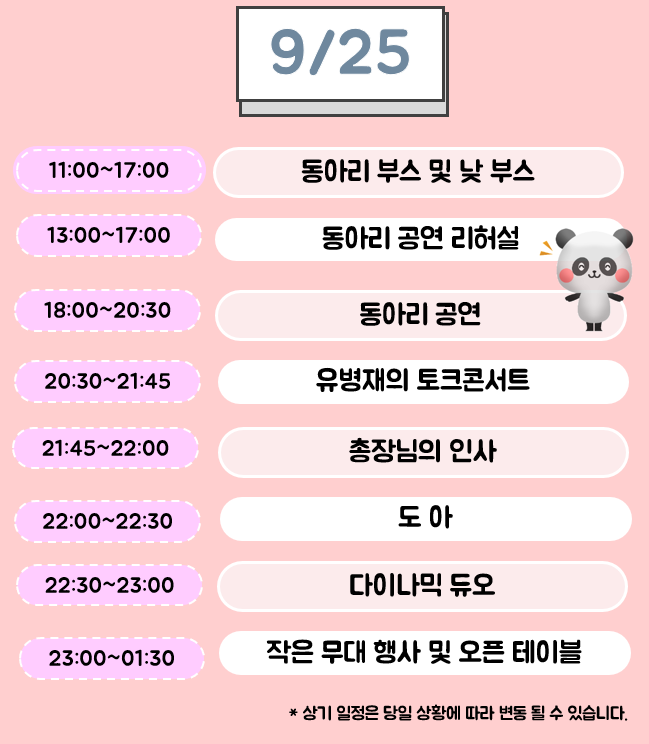 9/25
11:00~17:00 동아리 부스 및 낮 부스
13:00~17:00 동아리 공연 리허설
18:00~20:30 동아리 공연
20:30~21:45 유병재의 토크콘서트
21:45~22:00 총장님의 인사
22:00~22:30 도 아
22:30~23:00 다이나믹 듀오
23:00~01:30 작은 무대 행사 및 오픈 테이블
* 상기 일정은 당일 상황에 따라 변동 될 수 있습니다.